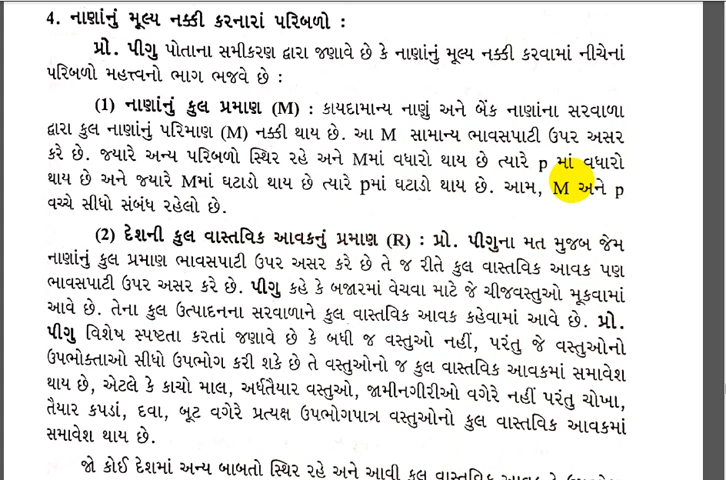 4. નાણાંનું મૂલ્ય નક્કી કરનારાં પરિબળો :
પ્રો. પીગુ પોતાના સમીકરણ દ્વારા જણાવે છે કે નાણાંનું મૂલ્ય નક્કી કરવામાં નીચેનાં
પરિબળો મહત્ત્વનો ભાગ ભજવે છે :
(1) નાણાંનું કુલ પ્રમાણ (M) : કાયદામાન્ય નાણું અને બેંક નાણાંના સરવાળા
દ્વારા કુલ નાણાંનું પરિમાણ (M) નક્કી થાય છે. આ M સામાન્ય ભાવસપાટી ઉપર અસર
કરે છે. જ્યારે અન્ય પરિબળો સ્થિર રહે અને Mમાં વધારો થાય છે ત્યારે p માં વધારો
થાય છે અને જ્યારે Mમાં ઘટાડો થાય છે ત્યારે pમાં ઘટાડો થાય છે. આમ, M અને p
વચ્ચે સીધો સંબંધ રહેલો છે.
(2) દેશની કુલ વાસ્તવિક આવકનું પ્રમાણ (R) : પ્રો. પીગુના મત મુજબ જેમ
નાણાંનું કુલ પ્રમાણ ભાવસપાટી ઉપર અસર કરે છે તે જ રીતે કુલ વાસ્તવિક આવક પણ
ભાવસપાટી ઉપર અસર કરે છે. પીગુ કહે કે બજારમાં વેચવા માટે જે ચીજવસ્તુઓ મૂકવામાં
આવે છે. તેના કુલ ઉત્પાદનના સરવાળાને કુલ વાસ્તવિક આવક કહેવામાં આવે છે. પ્રો.
પીગુ વિશેષ સ્પષ્ટતા કરતાં જણાવે છે કે બધી જ વસ્તુઓ નહીં, પરંતુ જે વસ્તુઓનો
ઉપભોક્તાઓ સીધો ઉપભોગ કરી શકે છે તે વસ્તુઓનો જ કુલ વાસ્તવિક આવકમાં સમાવેશ
થાય છે, એટલે કે કાચો માલ, અર્ધતૈયાર વસ્તુઓ, જામીનગીરીઓ વગેરે નહીં પરંતુ ચોખા,
તૈયાર કપડાં, દવા, બૂટ વગેરે પ્રત્યક્ષ ઉપભોગપાત્ર વસ્તુઓનો કુલ વાસ્તવિક આવકમાં
સમાવેશ થાય છે.
જો કોઈ દેશમાં અન્ય બાબતો સ્થિર રહે અને આવી કુલ વાસ્તવિક